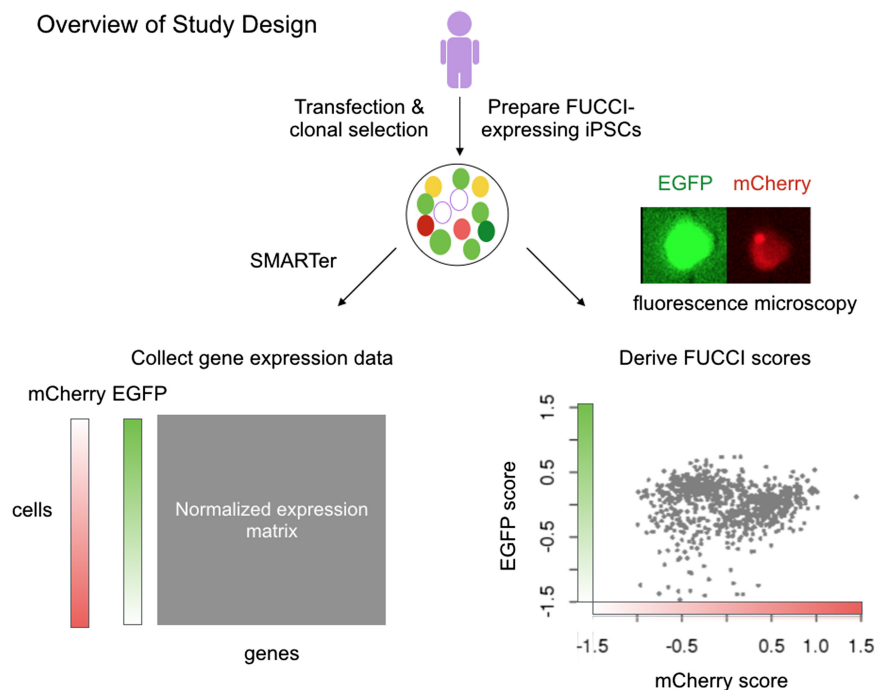 Overview of Study Design
Transfection &
clonal selection
Prepare FUCCI-
expressing iPSCs
EGFP mCherry
SMARTer
fluorescence microscopy
Collect gene expression data
mCherry EGFP
cells
Normalized expression
matrix
genes
Derive FUCCI scores
EGFP score
1.5
0.5
-0.5
-1.5
-1.5 -0.5 0.5 1.0 1.5
mCherry score